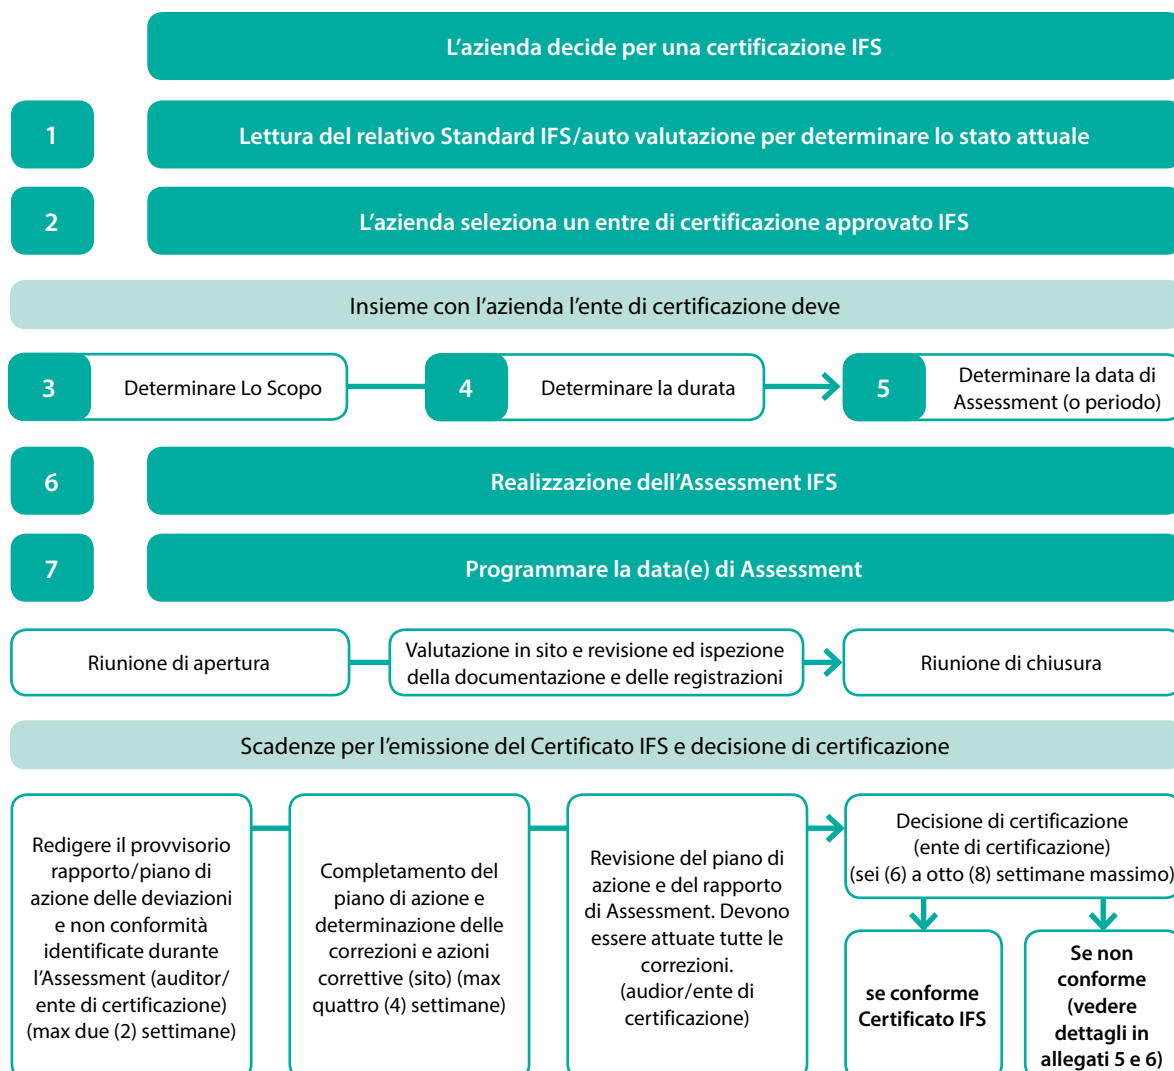 L’azienda decide per una certificazione IFS
1
Lettura del relativo Standard IFS/auto valutazione per determinare lo stato attuale
2
L’azienda seleziona un entre di certificazione approvato IFS
Insieme con l’azienda l’ente di certificazione deve
3
Determinare Lo Scopo
4
Determinare la durata
5
Determinare la data di
Assessment (o periodo)
6
Realizzazione dell’Assessment IFS
7
Programmare la data(e) di Assessment
Riunione di apertura
Valutazione in sito e revisione ed ispezione
della documentazione e delle registrazioni
Riunione di chiusura
Scadenze per l’emissione del Certificato IFS e decisione di certificazione
Redigere il provvisorio
rapporto/piano di
azione delle deviazioni
e non conformità
identificate durante
l’Assessment (auditor/
ente di certificazione)
(max due (2) settimane)
Completamento del
piano di azione e
determinazione delle
correzioni e azioni
correttive (sito) (max
quattro (4) settimane)
Revisione del piano di
azione e del rapporto
di Assessment. Devono
essere attuate tutte le
correzioni.
(audior/ente di
certificazione)
Decisione di certificazione
(ente di certificazione)
(sei (6) a otto (8) settimane massimo)
se conforme
Certificato IFS
Se non
conforme
(vedere
dettagli in
allegati 5 e 6)